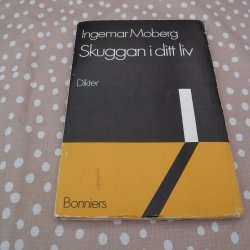 Ingemar Moberg
Skuggan i ditt liv
Dikter
Bonniers